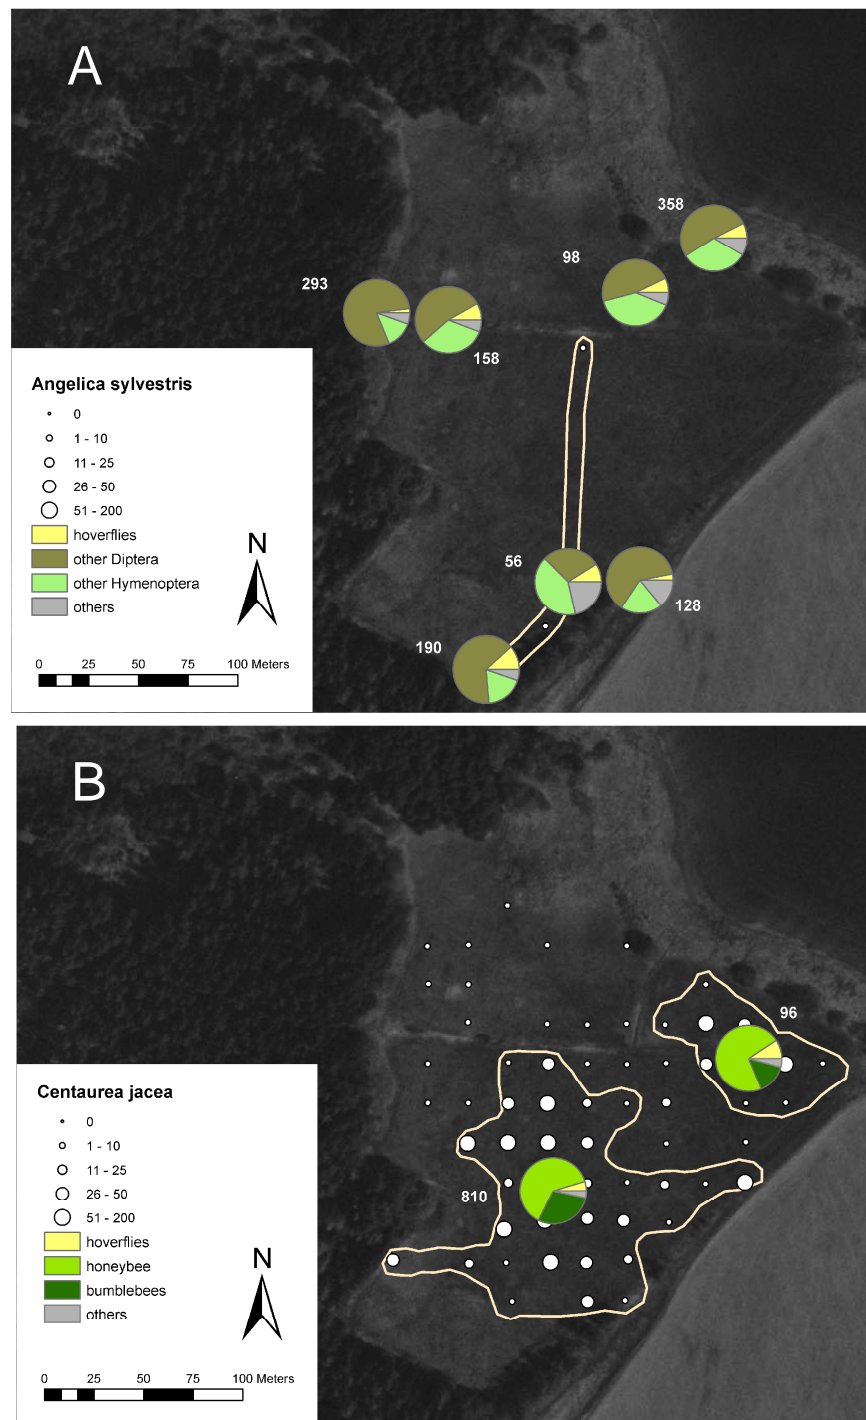 A
358
98
293
158
Angelica sylvestris
0
1 - 10
11 - 25
26 - 50
51 - 200
hoverflies
other Diptera
other Hymenoptera
others
N
0 25 50 75 100 Meters
56
128
190
B
96
810
Centaurea jacea
0
1 - 10
11 - 25
26 - 50
51 - 200
hoverflies
honeybee
bumblebees
others
N
0 25 50 75 100 Meters